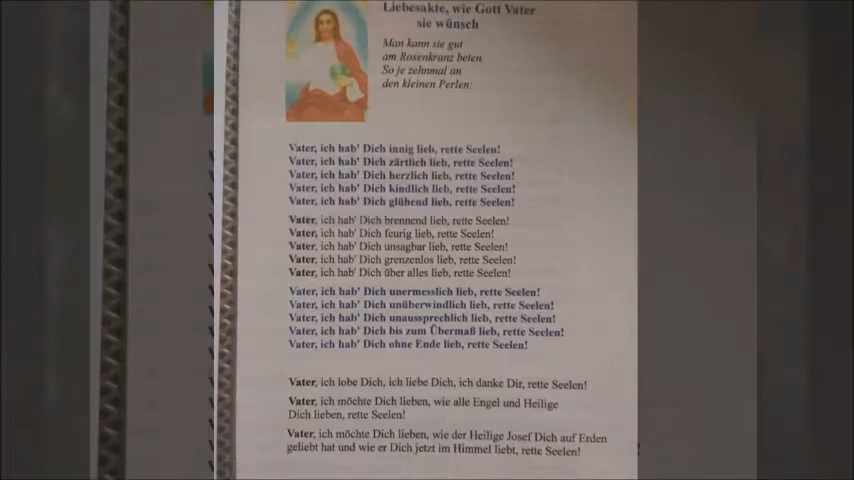 Liebesakte, wie Gott Vater
sie wünsch
Man kann sie gut
am Rosenkranz beten.
So je zehnmal an
den kleinen Perlen:
Vater, ich hab' Dich innig lieb, rette Seelen!
Vater, ich hab' Dich zärtlich lieb, rette Seelen!
Vater, ich hab' Dich herzlich lieb, rette Seelen!
Vater, ich hab' Dich kindlich lieb, rette Seelen!
Vater, ich hab' Dich glühend lieb, rette Seelen!
Vater, ich hab' Dich brennend lieb, rette Seelen!
Vater, ich hab' Dich feurig lieb, rette Seelen!
Vater, ich hab' Dich unsagbar lieb, rette Seelen!
Vater, ich hab' Dich grenzenlos lieb, rette Seelen!
Vater, ich hab' Dich über alles lieb, rette Seelen!
Vater, ich hab' Dich unermesslich lieb, rette Seelen!
Vater, ich hab' Dich unüberwindlich lieb, rette Seelen!
Vater, ich hab' Dich unaussprechlich lieb, rette Seelen!
Vater, ich hab' Dich bis zum Übermaß lieb, rette Seelen!
Vater, ich hab' Dich ohne Ende lieb, rette Seelen!
Vater, ich lobe Dich, ich liebe Dich, ich danke Dir, rette Seelen!
Vater, ich möchte Dich lieben, wie alle Engel und Heilige
Dich lieben, rette Seelen!
Vater, ich möchte Dich lieben, wie der Heilige Josef Dich auf Erden
geliebt hat und wie er Dich jetzt im Himmel liebt, rette Seelen!